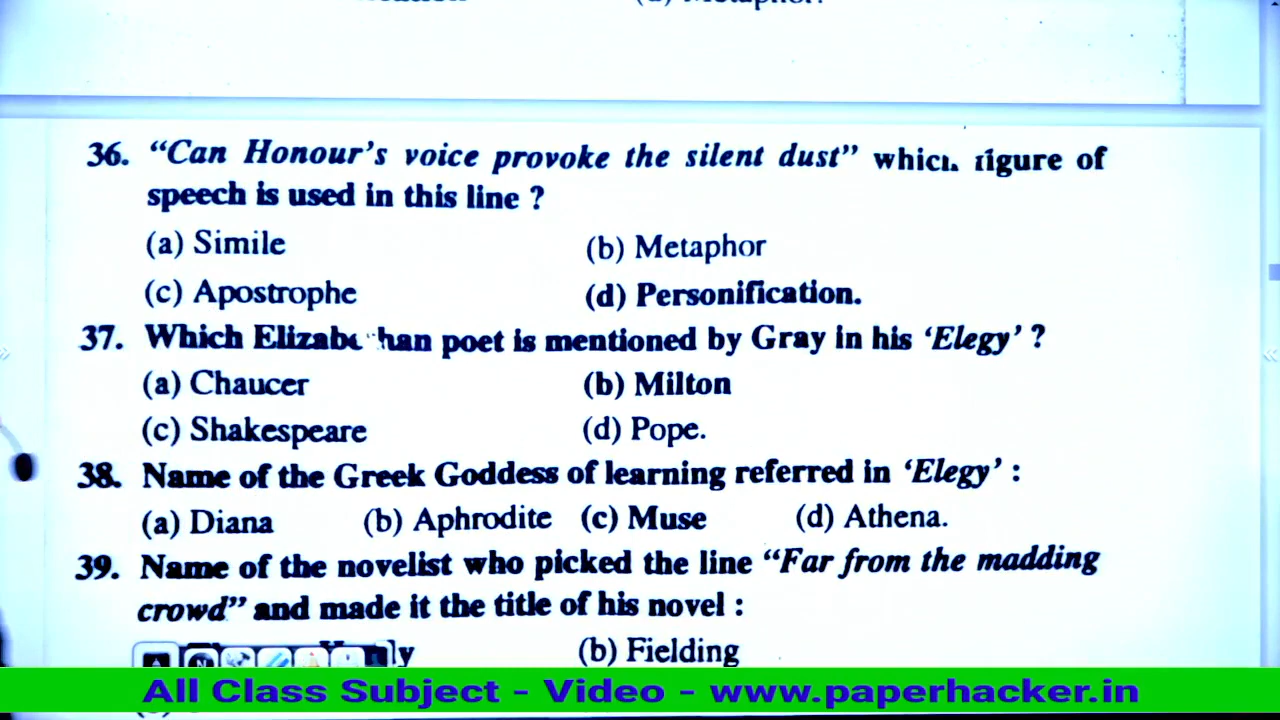 36. “Can Honour’s voice provoke the silent dust” which figure of
speech is used in this line ?
(a) Simile (b) Metaphor
(c) Apostrophe (d) Personification.
37. Which poet is mentioned by Gray in his ‘Elegy’ ?
(a) Chaucer (b) Milton
(c) Shakespeare (d) Pope.
38. Name of the Greek Goddess of learning referred in ‘Elegy’ :
(a) Diana (b) Aphrodite (c) Muse (d) Athena.
39. Name of the novelist who picked the line “Far from the madding
crowd” and made it the title of his novel :
(b) Fielding
All Class Subject - Video - www.paperhacker.in